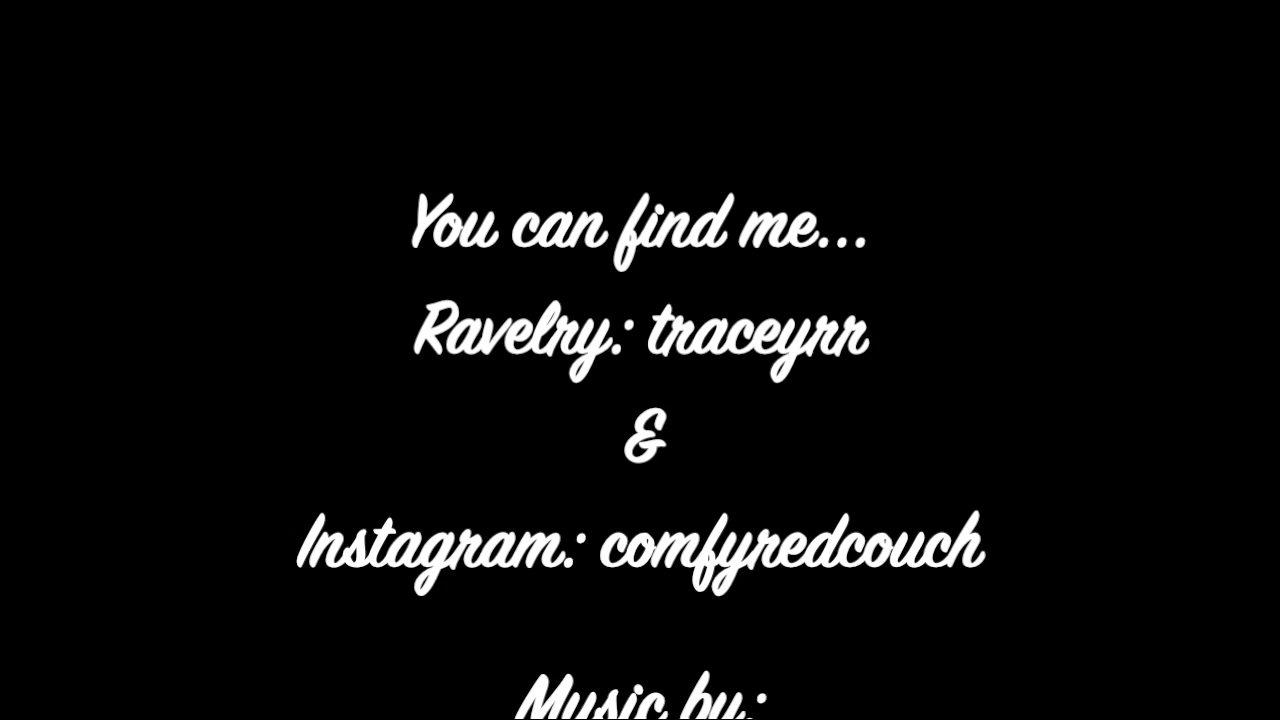 You can find me...
Ravelry: traceyrr
&
Instagram: comfyredcouch
Music by: